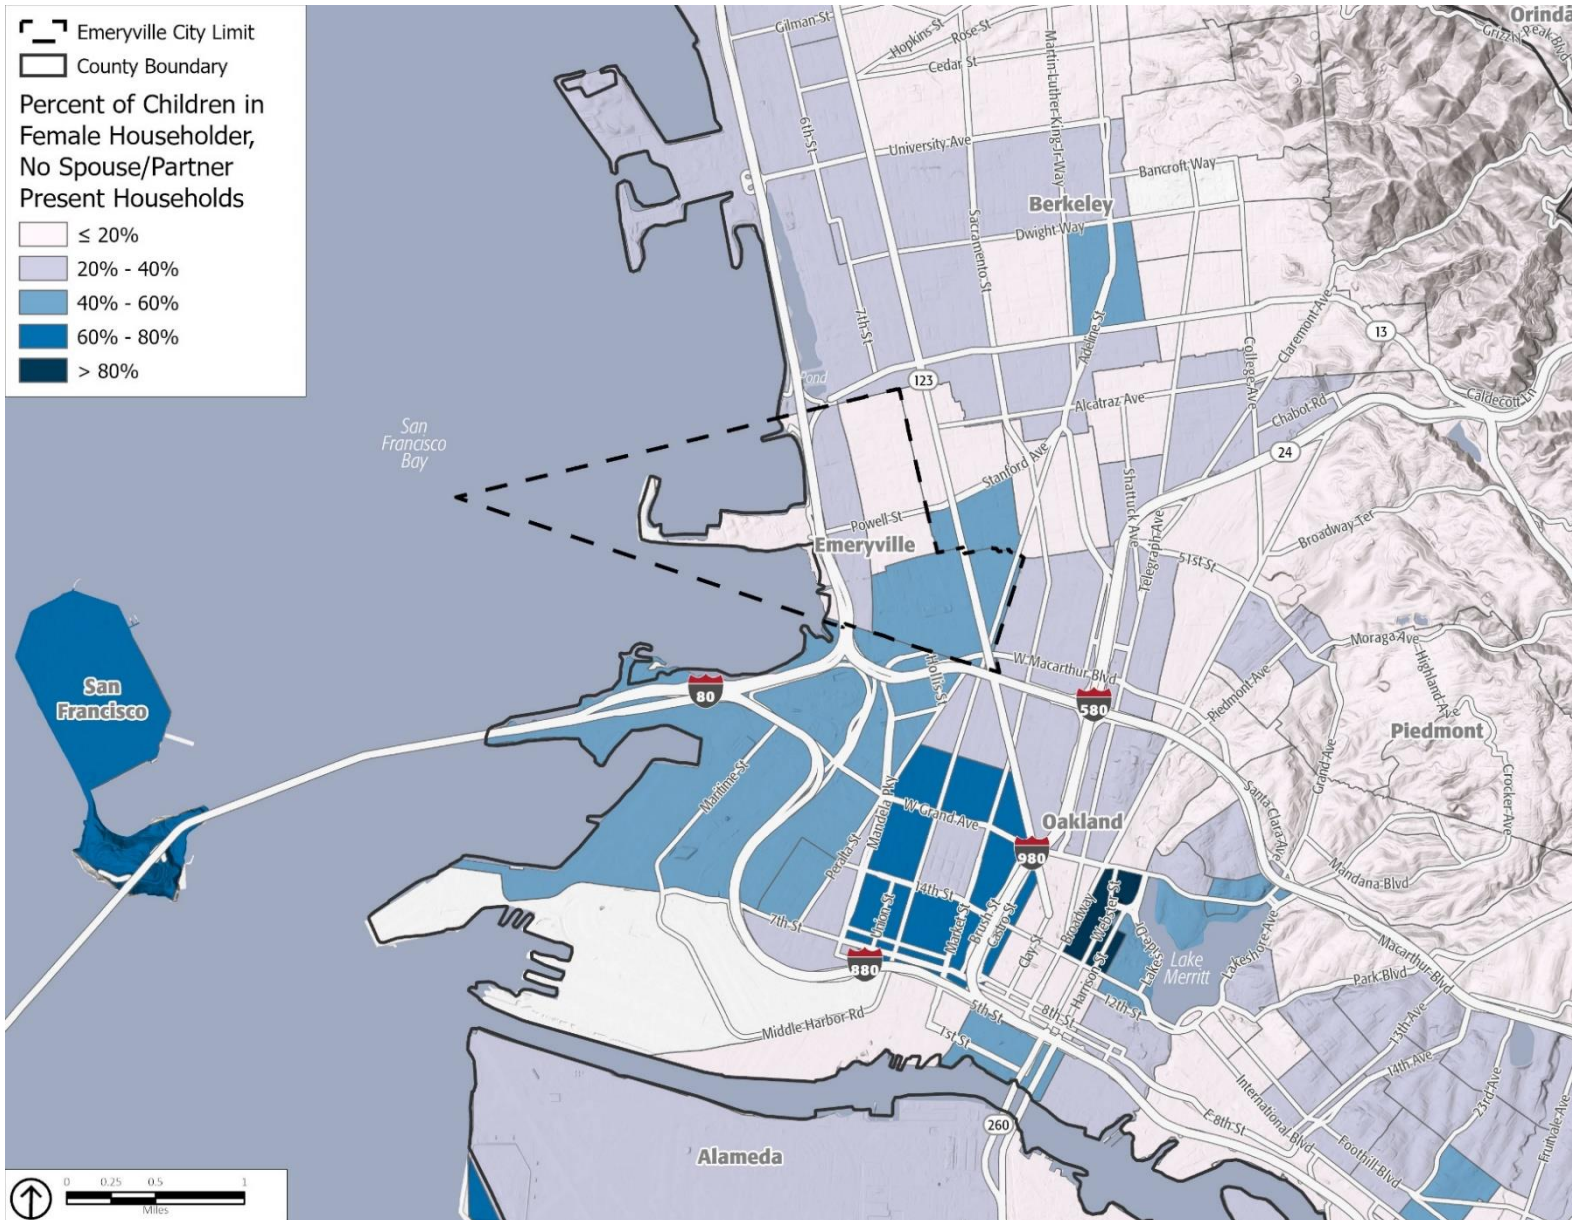 Emeryville City Limit
County Boundary
Percent of Children in
Female Householder,
No Spouse/Partner
Present Households
≤ 20%
20% - 40%
40% - 60%
60% - 80%
> 80%
Orinda
Grizzly Peak Blvd
Gilman St
Hopkins St
Rose St
Cedar St
Martin Luther King Jr Way
6th St
University Ave
Bancroft Way
Berkeley
Dwight Way
Sacramento St
7th St
Adeline St
College Ave
Claremont Ave
13
Pond
123
Alcatraz Ave
Chabot Rd
Caldecott Ln
San
Francisco
Bay
24
Stanford Ave
Shattuck Ave
Telegraph Ave
Powell St
Emeryville
Broadway Ter
51st St
Moraga Ave
Highland Ave
San
Francisco
80
Hollis St
W Macarthur Blvd
580
Piedmont Ave
Piedmont
Grand Ave
Crocker Ave
Maritime St
Mandela Pky
W Grand Ave
Oakland
Santa Clara Ave
Peralta St
980
Mandana Blvd
14th St
7th St
Union St
Market St
Brush St
Castro St
Clay St
Broadway
Webster St
Harrison St
Lake
Merritt
Lakeshore Ave
Macarthur Blvd
Park Blvd
880
12th St
5th St
8th St
1st St
Middle Harbor Rd
13th Ave
14th Ave
23rd Ave
Fruitvale Ave
International Blvd
E 8th St
Foothill Blvd
260
Alameda
0 0.25 0.5 1
Miles